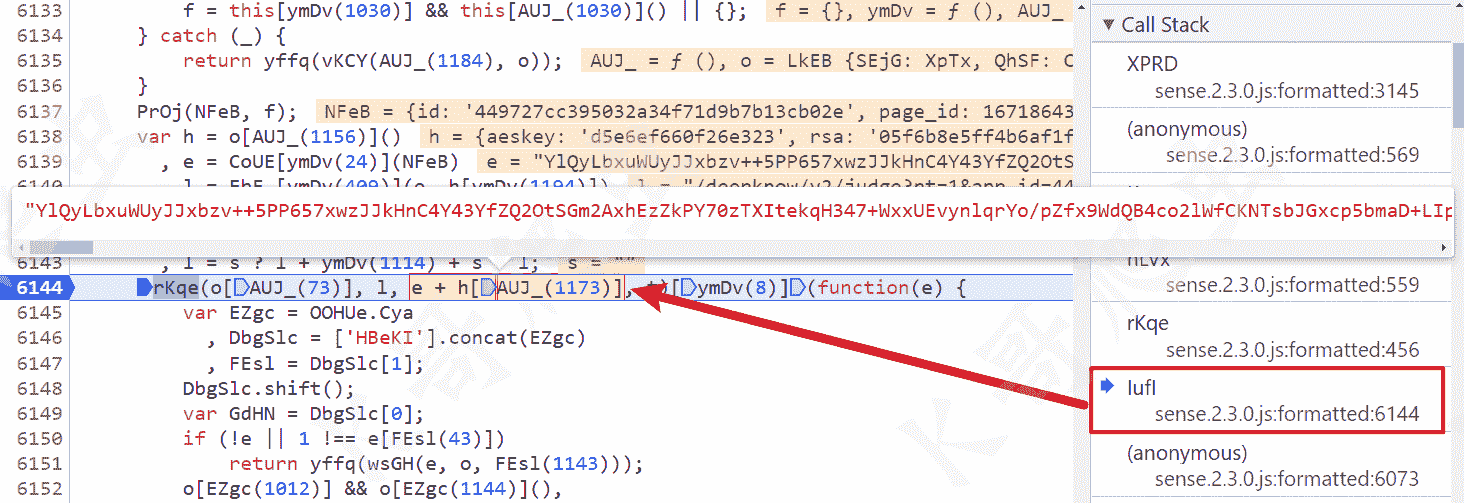 6133 f = this[ymDv(1030)] && this[AUJ_(1030)]() || {}; f = {}, ymDv = ƒ (), AUJ_
6134 } catch (_) {
6135 return yffq(vKCY(AUJ_(1184), o)); AUJ_ = ƒ (), o = LkEB {SEjG: XpTx, QhSF: C
6136 }
6137 PrOj(NFeB, f); NFeB = {id: '449727cc395032a34f71d9b7b13cb02e', page_id: 16718643
6138 var h = o[AUJ_(1156)]() h = {aeskey: 'd5e6ef660f26e323', rsa: '05f6b8e5ff4b6af1f
6139 , e = CoUE[ymDv(24)](NFeB) e = "YlQyLbxuWUyJJxbzv++5PP657xwzJJkHnC4Y43YfZQ2OtS
"YlQyLbxuWUyJJxbzv++5PP657xwzJJkHnC4Y43YfZQ2OtSGm2AxhEzZkPY70zTXItekqH347+WxxUEvynlqrYo/pZfx9WdQB4co2lWfCKNTsbJGxcp5bmaD+LIp
6143 , l = s ? l + ymDv(1114) + s : l; s = ""
6144 rKqe(o[AUJ_(73)], l, e + h[AUJ_(1173)], t)[ymDv(8)](function(e) {
6145 var EZgc = OOHUe.Cya
6146 , DbgSlc = ['HBeKI'].concat(EZgc)
6147 , FEsl = DbgSlc[1];
6148 DbgSlc.shift();
6149 var GdHN = DbgSlc[0];
6150 if (!e || 1 !== e[FEsl(43)])
6151 return yffq(wsGH(e, o, FEsl(1143)));
6152 o[EZgc(1012)] && o[EZgc(1144)](),
Call Stack
XPRD
sense.2.3.0.js:formatted:3145
(anonymous)
sense.2.3.0.js:formatted:569
sense.2.3.0.js:formatted:559
rKqe
sense.2.3.0.js:formatted:456
lufl
sense.2.3.0.js:formatted:6144
(anonymous)
sense.2.3.0.js:formatted:6073